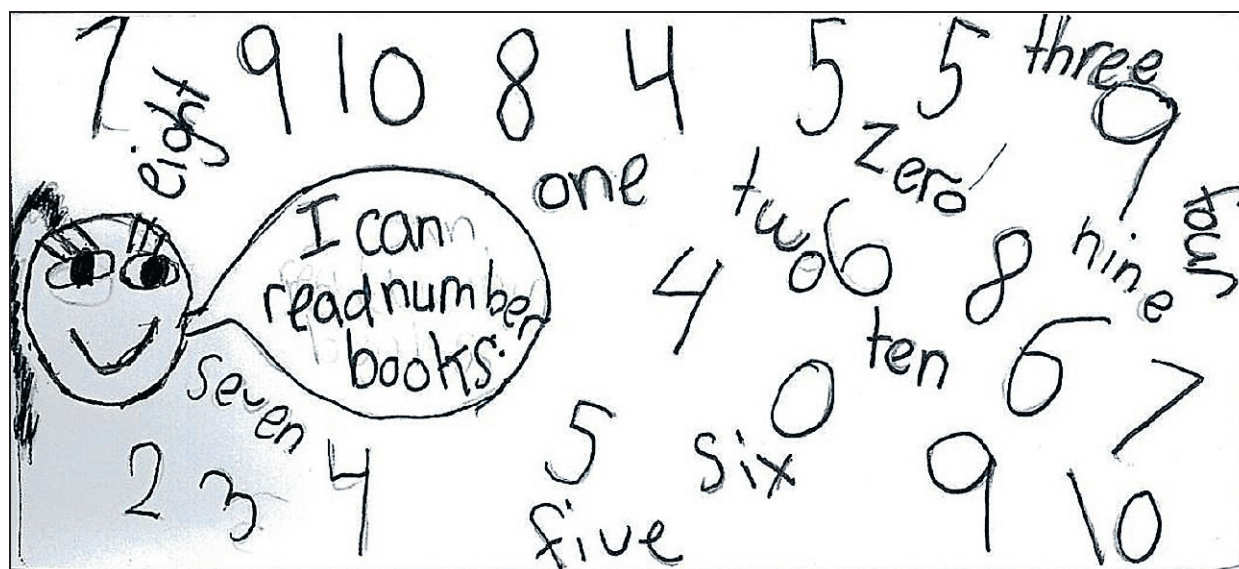 7 9 10 8 4 5 5 three
eight
9
zero
one
two
four
I can
read number
books.
nine
4
6
8
ten
6
7
seven
0
5
six
9
2 3 4
10
five